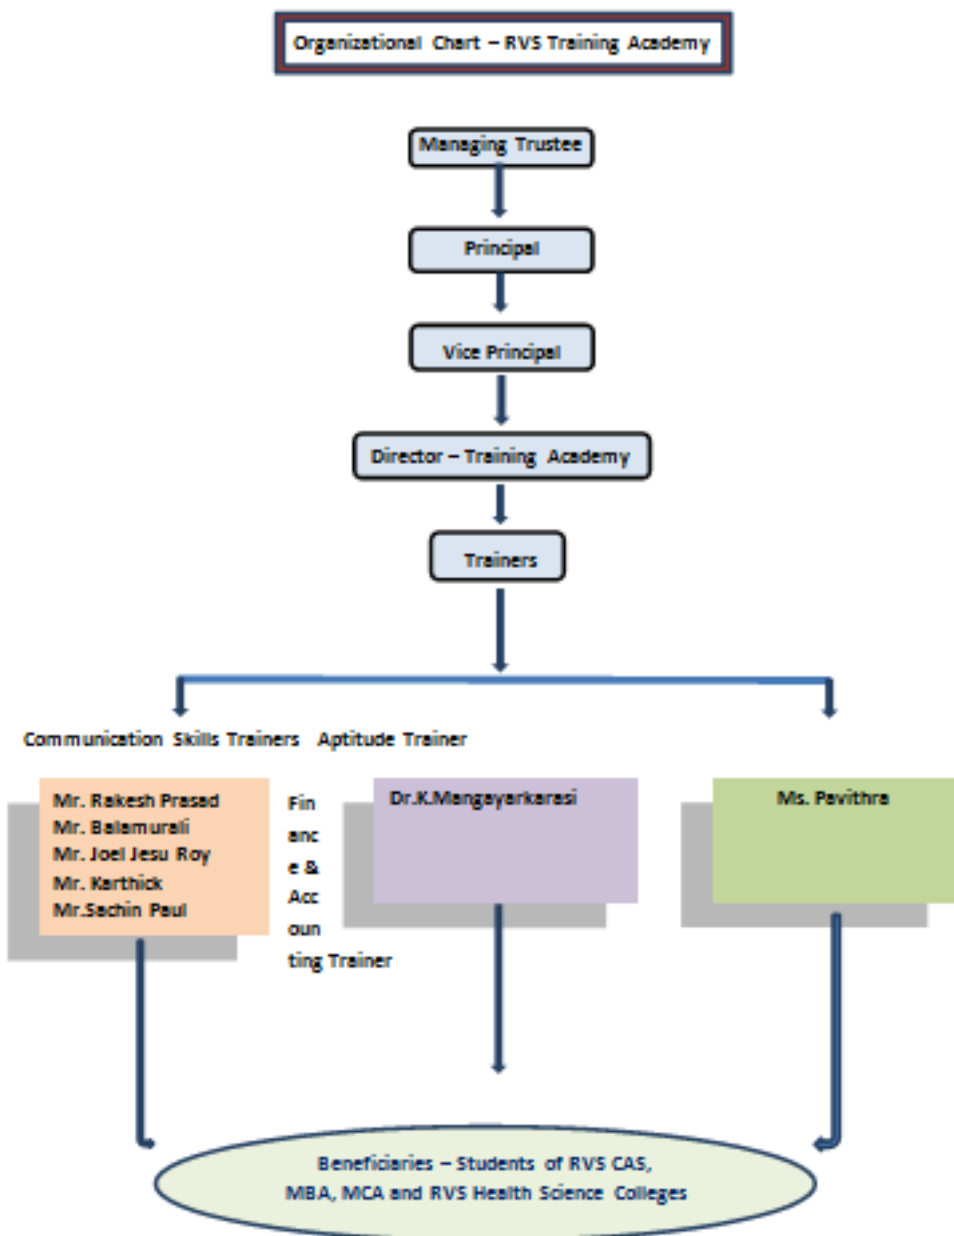 Organizational Chart – RVS Training Academy
Managing Trustee
Principal
Vice Principal
Director – Training Academy
Trainers
Communication Skills Trainers Aptitude Trainer
Mr. Rakesh Prasad
Mr. Balamurali
Mr. Joel Jesu Roy
Mr. Karthick
Mr.Sachin Paul
Fin
anc
e &
Acc
oun
ting Trainer
Dr.K.Mangayarkarasi
Ms. Pavithra
Beneficiaries – Students of RVS CAS,
MBA, MCA and RVS Health Science Colleges